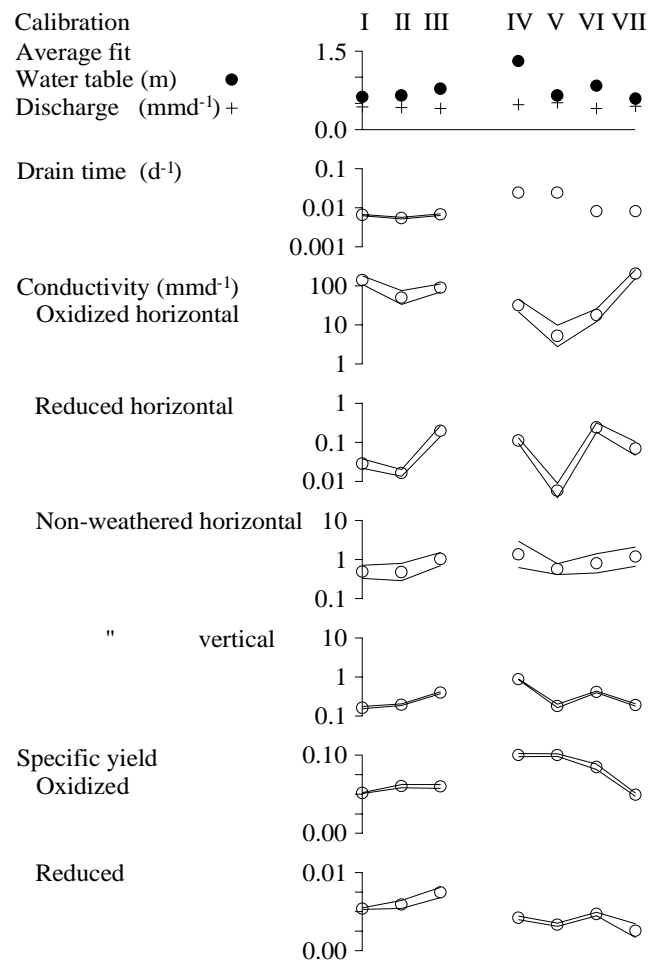 Calibration I II III IV V VI VII
Average fit 1.5
Water table (m) ●
Discharge (mmd-1) +
0.0
Drain time (d-1) 0.1
0.01
0.001
Conductivity (mmd-1) 100
Oxidized horizontal 10
1
Reduced horizontal 1
0.1
0.01
Non-weathered horizontal 10
1
0.1
" vertical 10
1
0.1
Specific yield 0.10
Oxidized
0.00
Reduced 0.01
0.00